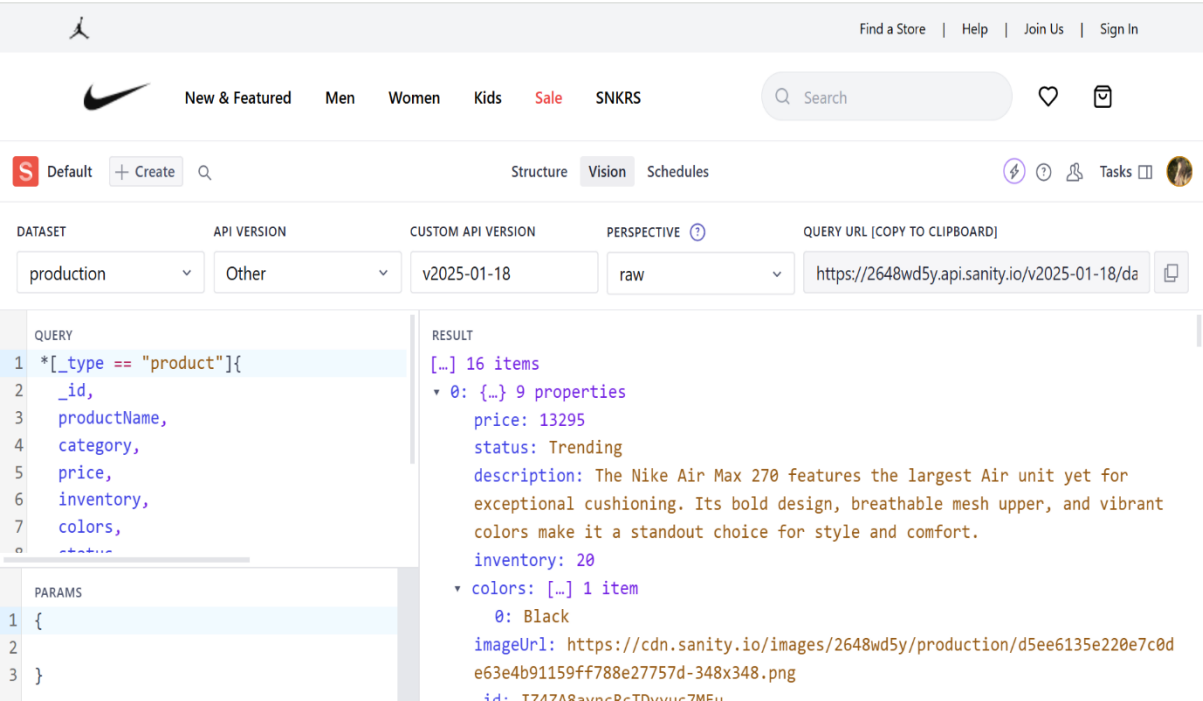 Find a Store | Help | Join Us | Sign In
New & Featured Men Women Kids Sale SNKRS Search
S Default + Create Structure Vision Schedules Tasks
DATASET API VERSION CUSTOM API VERSION PERSPECTIVE ? QUERY URL [COPY TO CLIPBOARD]
production Other v2025-01-18 raw https://2648wd5y.api.sanity.io/v2025-01-18/da
QUERY
1 *[_type == "product"]{
2 _id,
3 productName,
4 category,
5 price,
6 inventory,
7 colors,
8 status
PARAMS
1 {
2
3 }
RESULT
[…] 16 items
0: {…} 9 properties
price: 13295
status: Trending
description: The Nike Air Max 270 features the largest Air unit yet for
exceptional cushioning. Its bold design, breathable mesh upper, and vibrant
colors make it a standout choice for style and comfort.
inventory: 20
colors: […] 1 item
0: Black
imageUrl: https://cdn.sanity.io/images/2648wd5y/production/d5ee6135e220e7c0d
e63e4b91159ff788e27757d-348x348.png
_id: